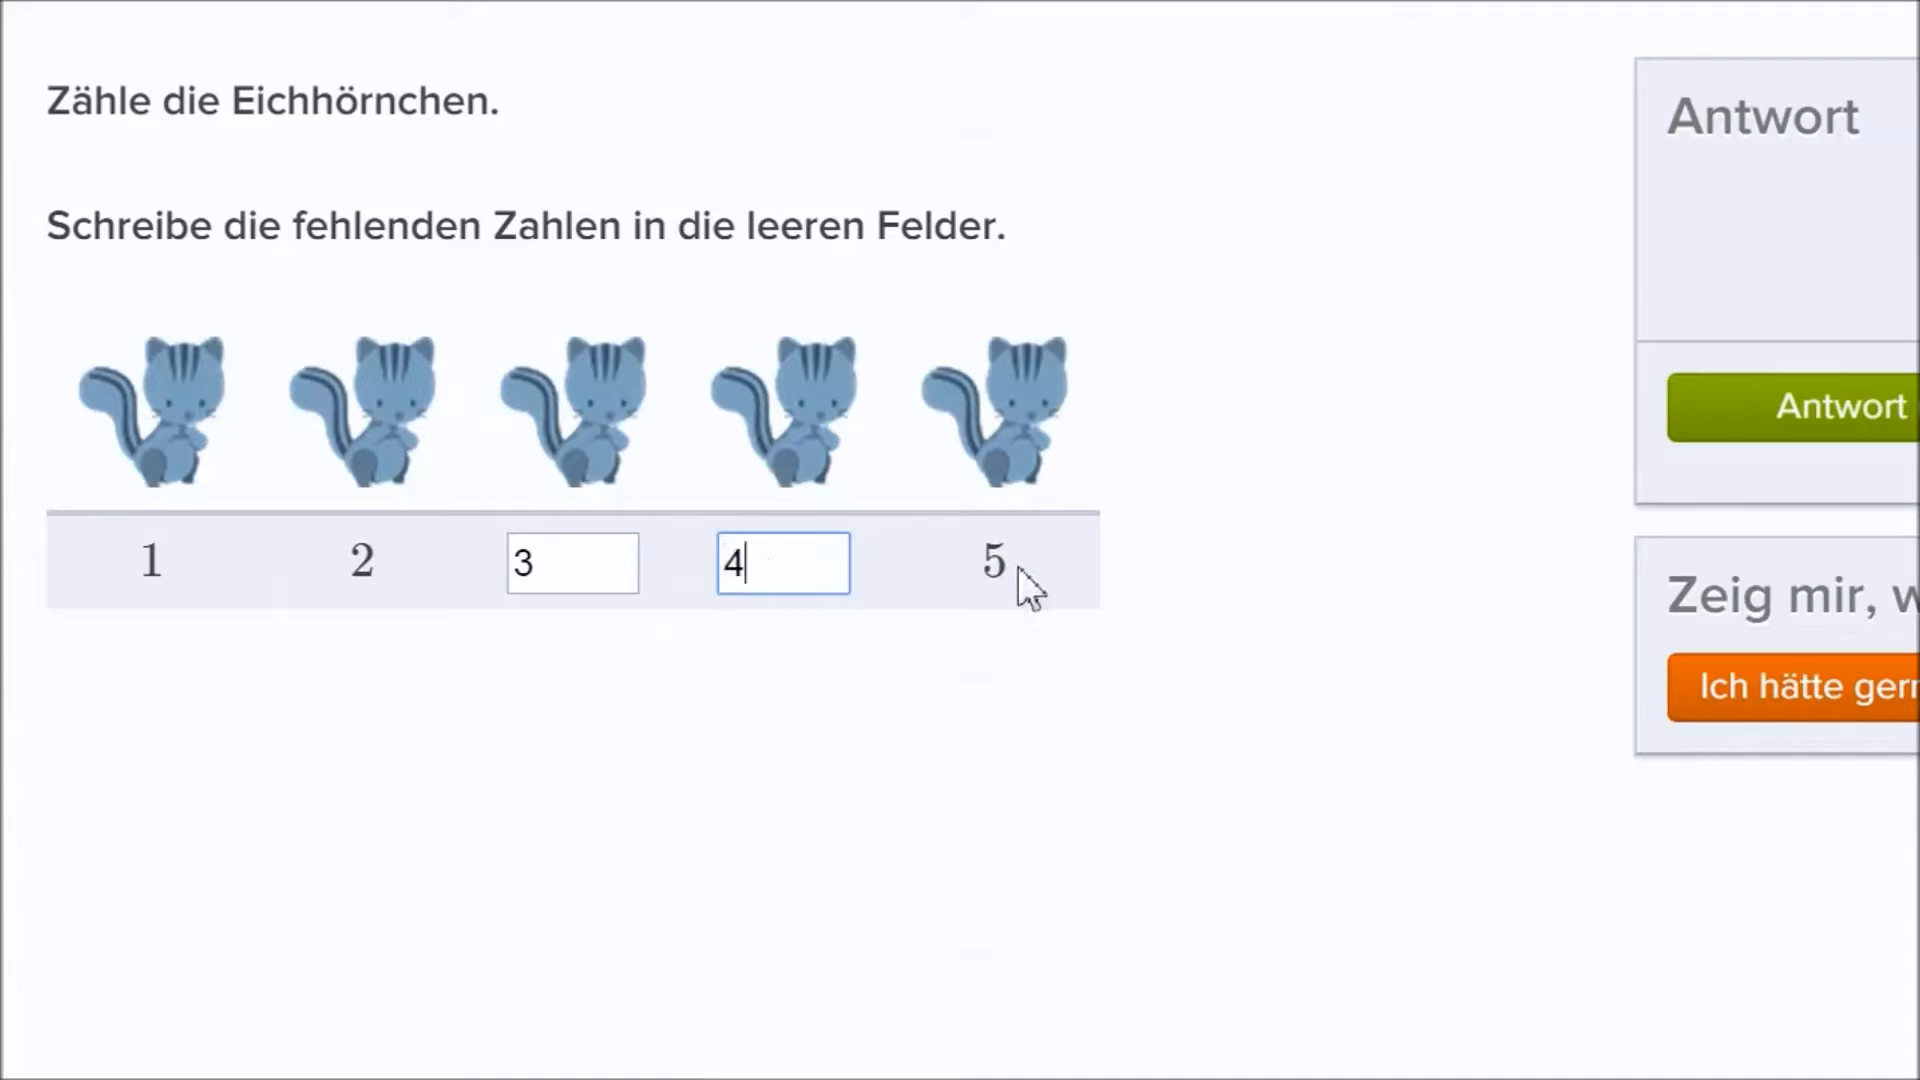 Zähle die Eichhörnchen.
Schreibe die fehlenden Zahlen in die leeren Felder.
1 2 3 4 5
Antwort
Antwort
Zeig mir, w
Ich hätte gern